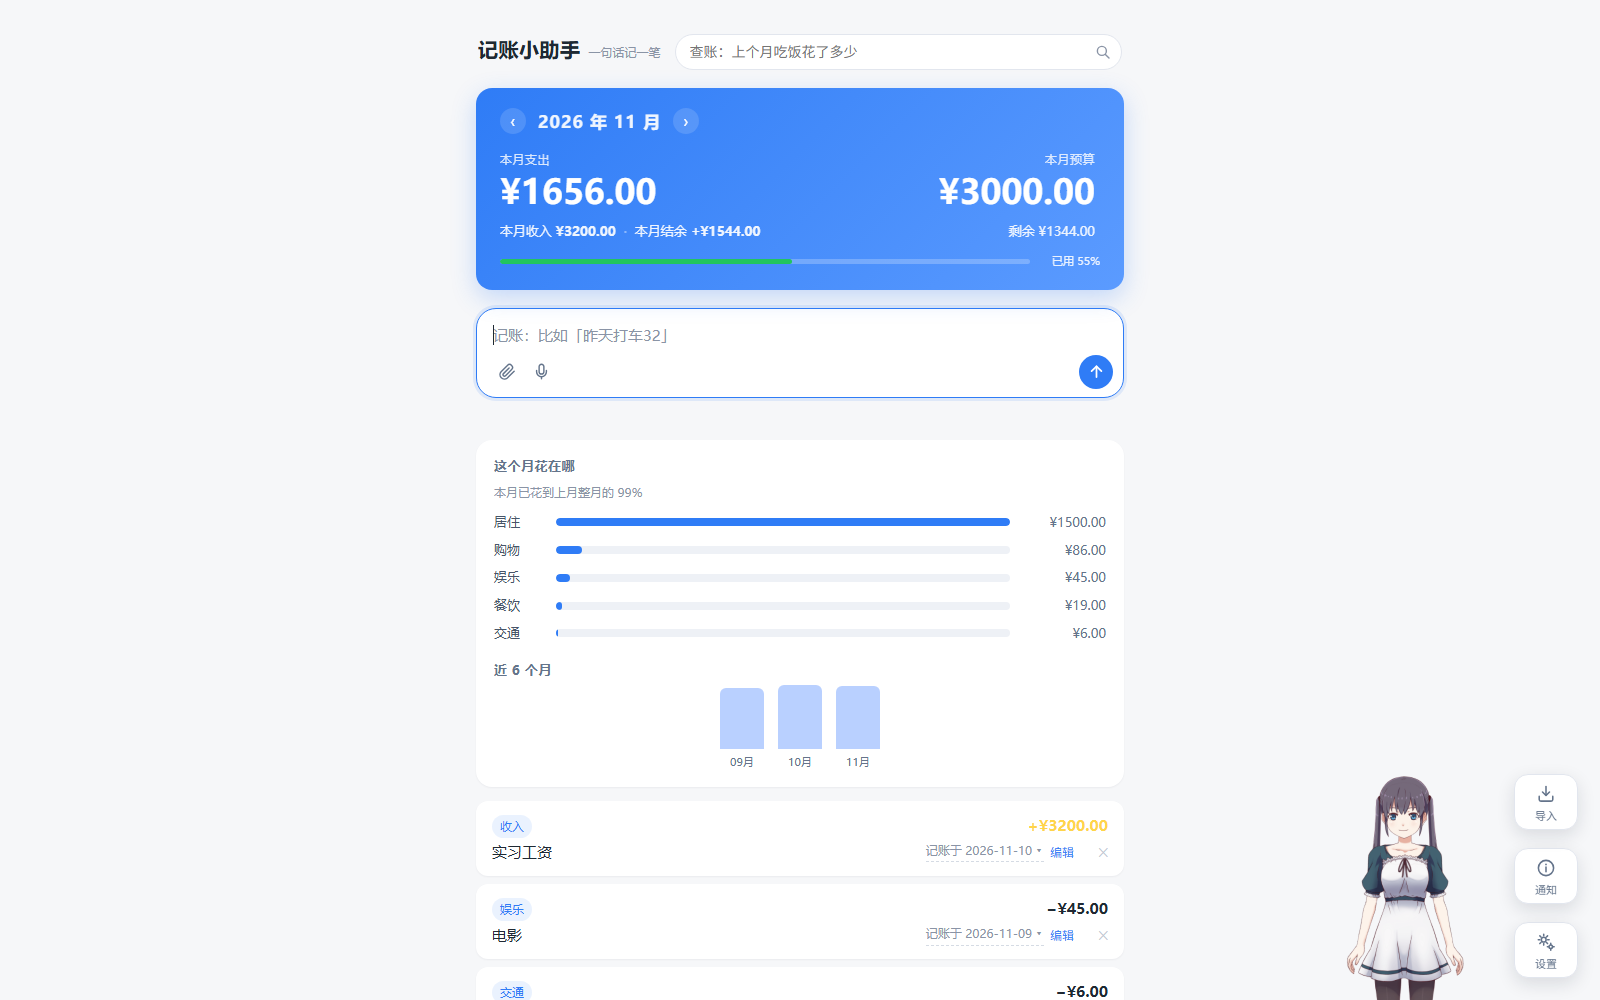 记账小助手 一句话记一笔
查账：上个月吃饭花了多少
‹ 2026 年 11 月 ›
本月支出 本月预算
¥1656.00 ¥3000.00
本月收入 ¥3200.00 · 本月结余 +¥1544.00 剩余 ¥1344.00
已用 55%
记账：比如「昨天打车32」
这个月花在哪
本月已花到上月整月的 99%
居住 ¥1500.00
购物 ¥86.00
娱乐 ¥45.00
餐饮 ¥19.00
交通 ¥6.00
近 6 个月
09月 10月 11月
收入 +¥3200.00
实习工资 记账于 2026-11-10 编辑 ×
娱乐 −¥45.00
电影 记账于 2026-11-09 编辑 ×
交通 −¥6.00
导入
通知
设置